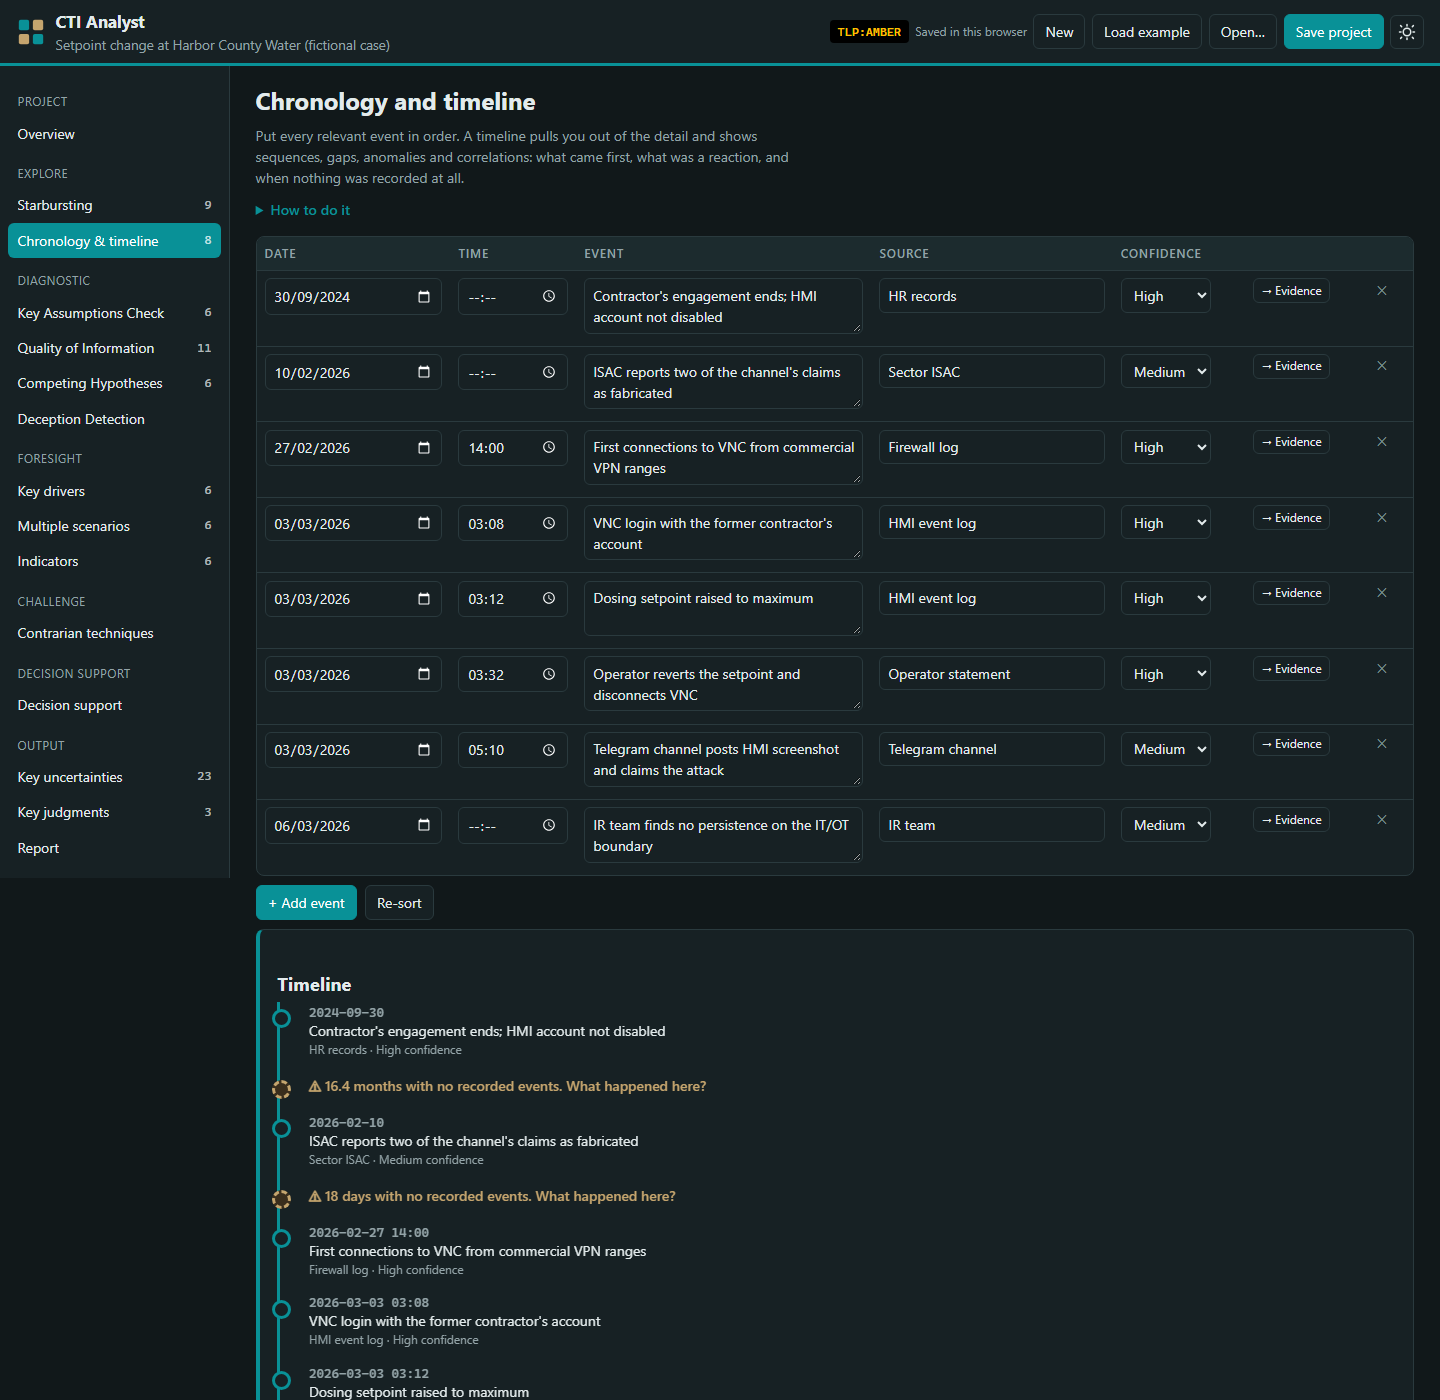 CTI Analyst
Setpoint change at Harbor County Water (fictional case)
TLP:AMBER
Saved in this browser
New
Load example
Open...
Save project
PROJECT
Overview
EXPLORE
Starbursting 9
Chronology & timeline 8
DIAGNOSTIC
Key Assumptions Check 6
Quality of Information 11
Competing Hypotheses 6
Deception Detection
FORESIGHT
Key drivers 6
Multiple scenarios 6
Indicators 6
CHALLENGE
Contrarian techniques
DECISION SUPPORT
Decision support
OUTPUT
Key uncertainties 23
Key judgments 3
Report
Chronology and timeline
Put every relevant event in order. A timeline pulls you out of the detail and shows
sequences, gaps, anomalies and correlations: what came first, what was a reaction, and
when nothing was recorded at all.
▶ How to do it
DATE TIME EVENT SOURCE CONFIDENCE
30/09/2024 --:-- Contractor's engagement ends; HMI HR records High → Evidence ×
account not disabled
10/02/2026 --:-- ISAC reports two of the channel's claims Sector ISAC Medium → Evidence ×
as fabricated
27/02/2026 14:00 First connections to VNC from commercial Firewall log High → Evidence ×
VPN ranges
03/03/2026 03:08 VNC login with the former contractor's HMI event log High → Evidence ×
account
03/03/2026 03:12 Dosing setpoint raised to maximum HMI event log High → Evidence ×
03/03/2026 03:32 Operator reverts the setpoint and Operator statement High → Evidence ×
disconnects VNC
03/03/2026 05:10 Telegram channel posts HMI screenshot Telegram channel Medium → Evidence ×
and claims the attack
06/03/2026 --:-- IR team finds no persistence on the IT/OT IR team Medium → Evidence ×
boundary
+ Add event
Re-sort
Timeline
2024-09-30
Contractor's engagement ends; HMI account not disabled
HR records · High confidence
⚠ 16.4 months with no recorded events. What happened here?
2026-02-10
ISAC reports two of the channel's claims as fabricated
Sector ISAC · Medium confidence
⚠ 18 days with no recorded events. What happened here?
2026-02-27 14:00
First connections to VNC from commercial VPN ranges
Firewall log · High confidence
2026-03-03 03:08
VNC login with the former contractor's account
HMI event log · High confidence
2026-03-03 03:12
Dosing setpoint raised to maximum